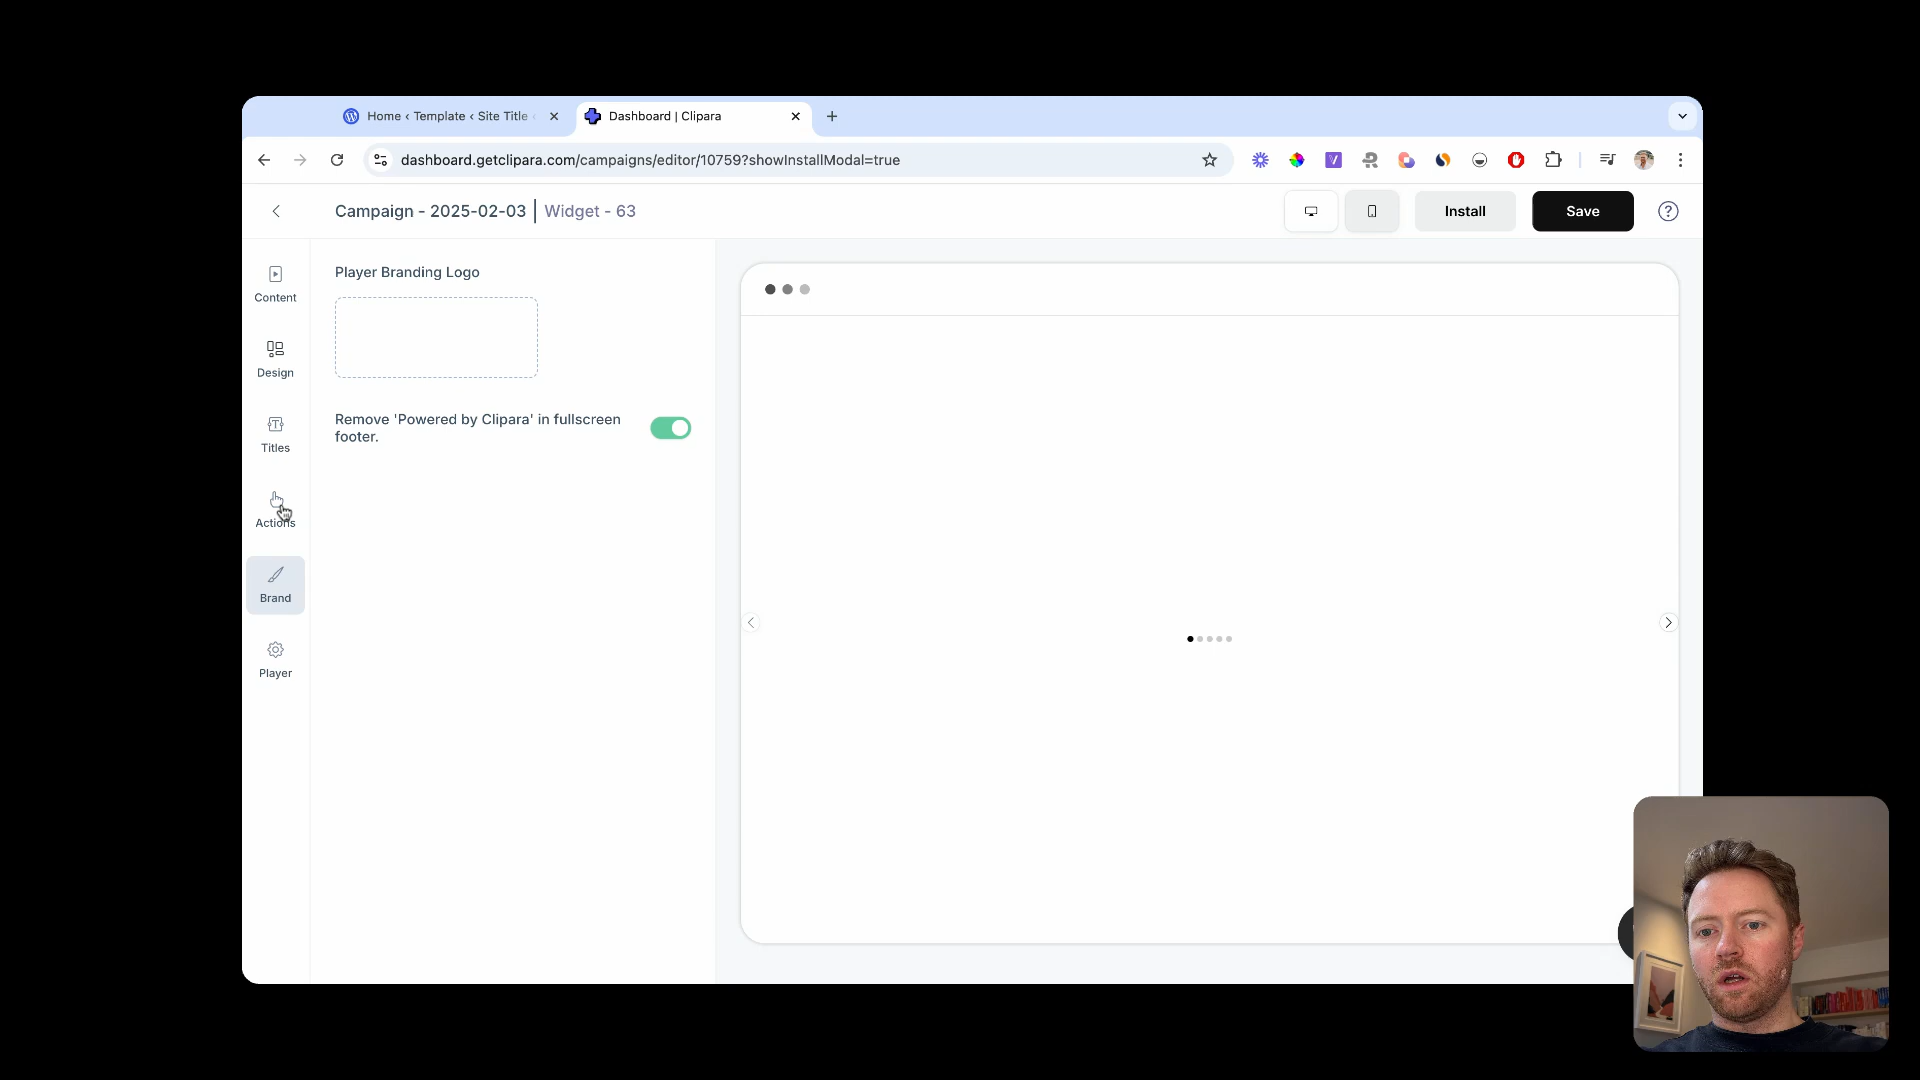 Home ‹ Template ‹ Site Title ‹
Dashboard | Clipara
dashboard.getclipara.com/campaigns/editor/10759?showInstallModal=true
Campaign - 2025-02-03 | Widget - 63
Install
Save
Content
Design
Titles
Actions
Brand
Player
Player Branding Logo
Remove 'Powered by Clipara' in fullscreen
footer.